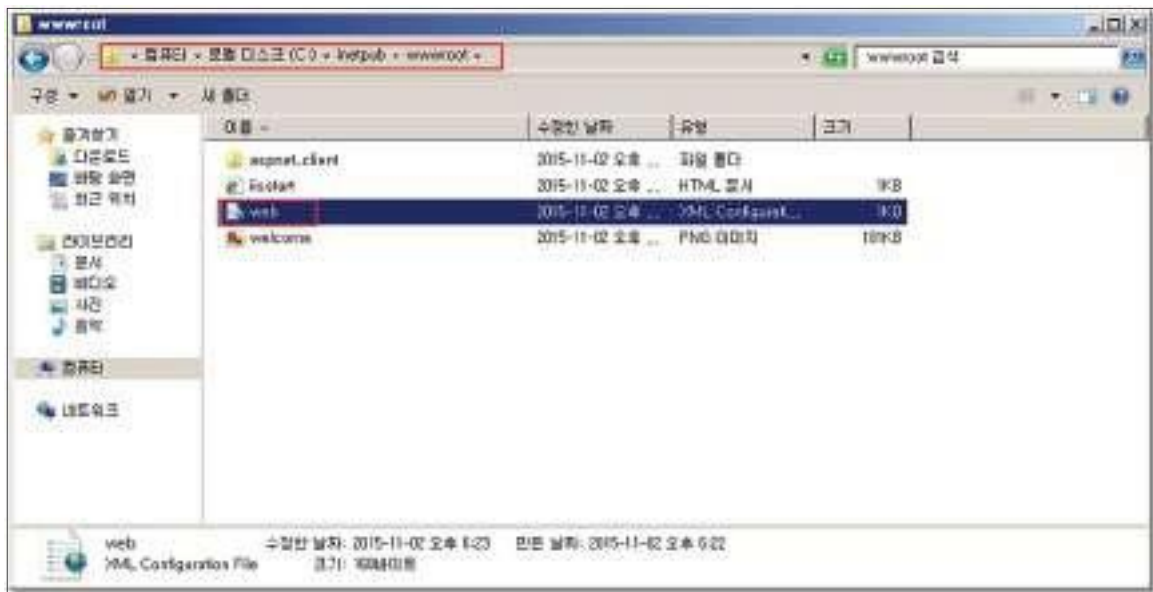 wwwroot
컴퓨터 로컬 디스크 (C:) inetpub wwwroot
wwwroot 검색
구성 열기 새 폴더
이름 수정한 날짜 유형 크기
aspnet_client 2015-11-02 오후 ... 파일 폴더
iisstart 2015-11-02 오후 ... HTML 문서 1KB
web 2015-11-02 오후 ... XML Configurat... 1KB
welcome 2015-11-02 오후 ... PNG 이미지
즐겨찾기
다운로드
바탕 화면
최근 위치
라이브러리
문서
비디오
사진
음악
컴퓨터
네트워크
web 수정한 날짜: 2015-11-02 오후 6:23 만든 날짜: 2015-11-02 오후 6:22
XML Configuration File 크기: